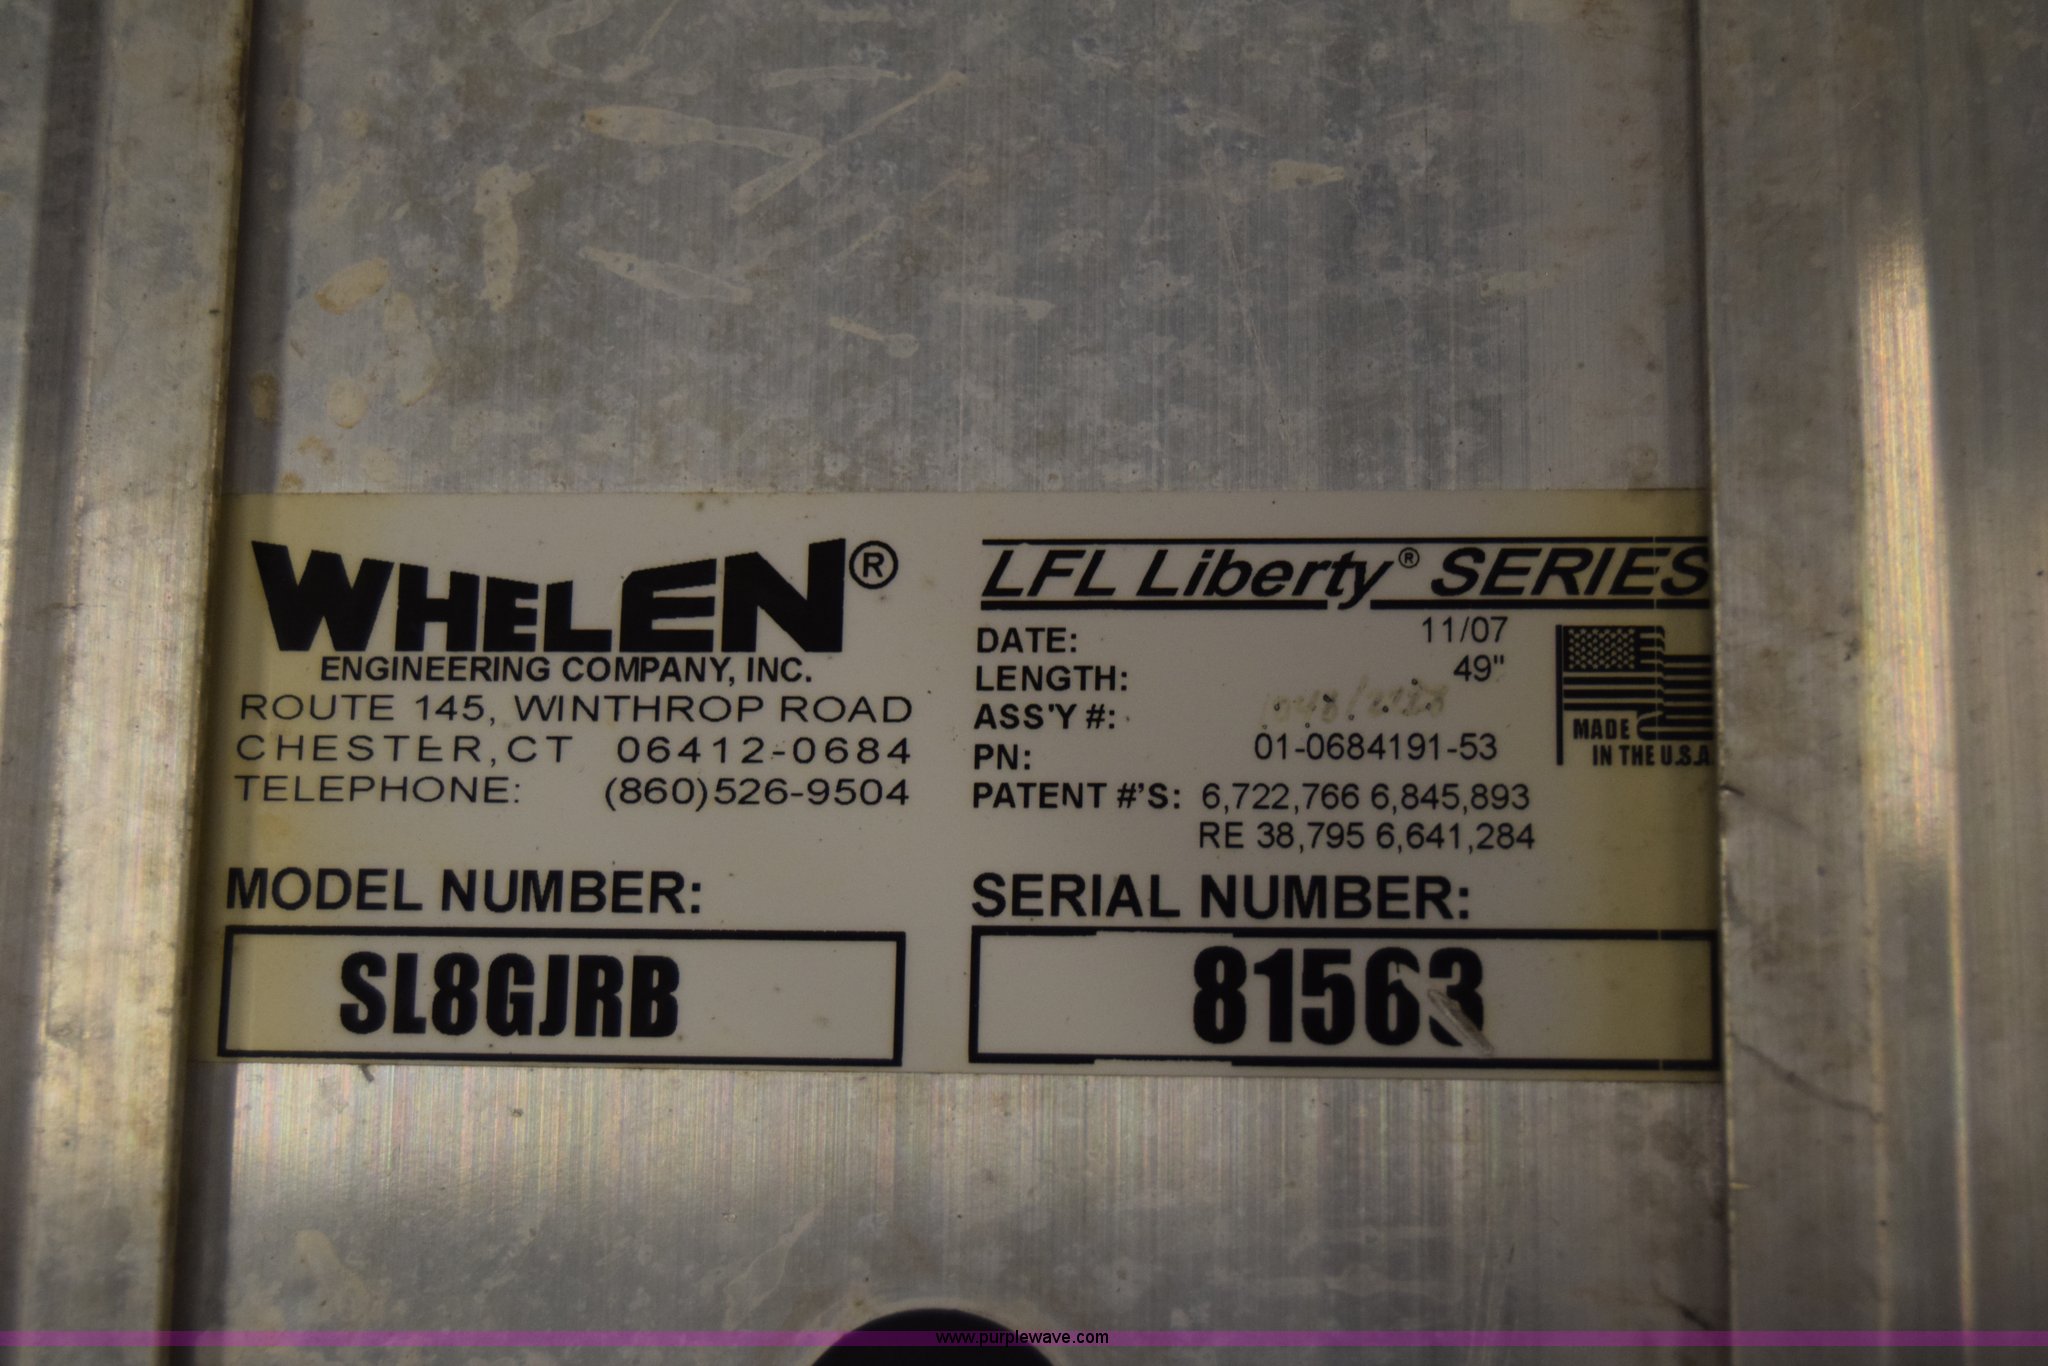 WHELEN®
ENGINEERING COMPANY, INC.
ROUTE 145, WINTHROP ROAD
CHESTER, CT 06412-0684
TELEPHONE: (860)526-9504
MODEL NUMBER:
SL8GJRB
LFL Liberty® SERIES
DATE: 11/07
LENGTH: 49"
ASS'Y #:
PN: 01-0684191-53
PATENT #'S: 6,722,766 6,845,893
RE 38,795 6,641,284
MADE
IN THE U.S.A
SERIAL NUMBER:
81563
www.purplewave.com